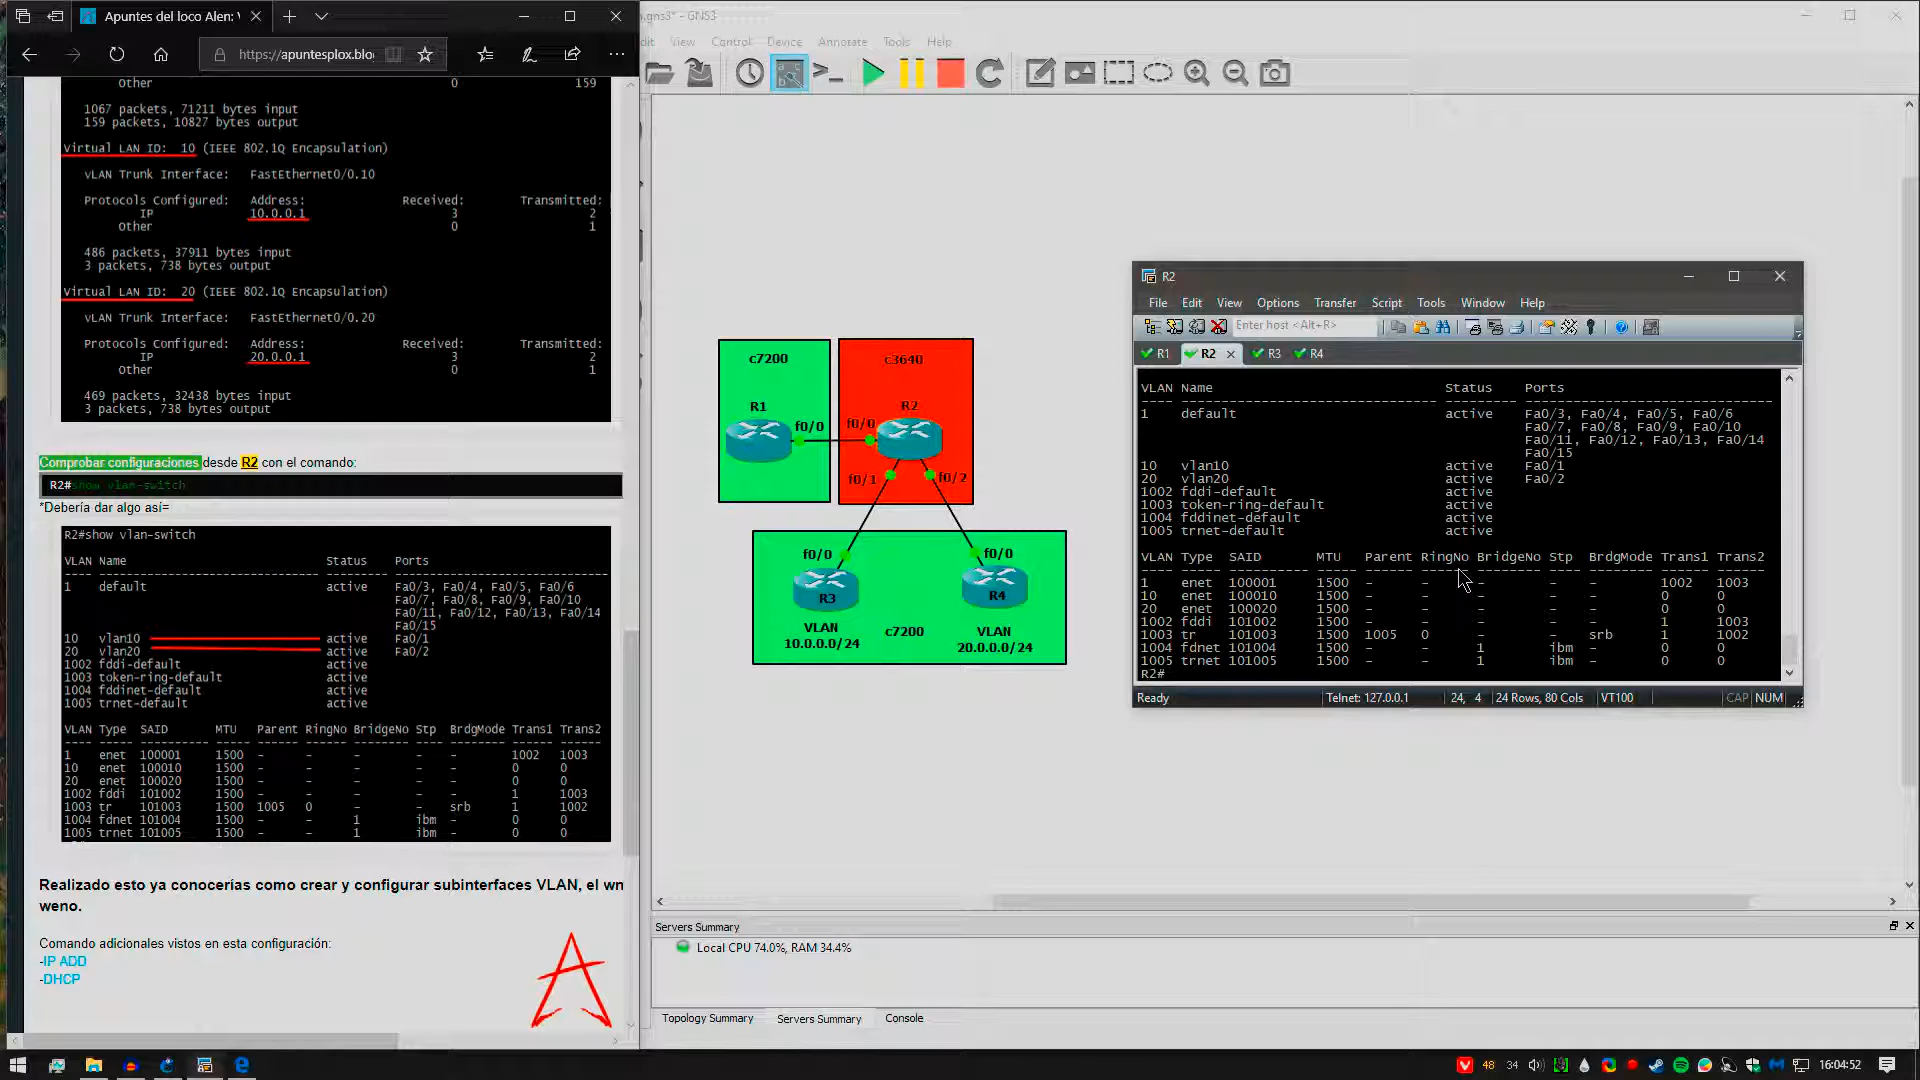 Apuntes del loco Alen: V
https://apuntesplox.blo
Other 0 159
1067 packets, 71211 bytes input
159 packets, 10827 bytes output
Virtual LAN ID: 10 (IEEE 802.1Q Encapsulation)
vLAN Trunk Interface: FastEthernet0/0.10
Protocols Configured: Address: Received: Transmitted:
IP 10.0.0.1 3 2
Other 0 1
486 packets, 37911 bytes input
3 packets, 738 bytes output
Virtual LAN ID: 20 (IEEE 802.1Q Encapsulation)
vLAN Trunk Interface: FastEthernet0/0.20
Protocols Configured: Address: Received: Transmitted:
IP 20.0.0.1 3 2
Other 0 1
469 packets, 32438 bytes input
3 packets, 738 bytes output
Comprobar configuraciones desde R2 con el comando:
R2#show vlan-switch
*Debería dar algo así=
R2#show vlan-switch
VLAN Name Status Ports
1 default active Fa0/3, Fa0/4, Fa0/5, Fa0/6
Fa0/7, Fa0/8, Fa0/9, Fa0/10
Fa0/11, Fa0/12, Fa0/13, Fa0/14
Fa0/15
10 vlan10 active Fa0/1
20 vlan20 active Fa0/2
1002 fddi-default active
1003 token-ring-default active
1004 fddinet-default active
1005 trnet-default active
VLAN Type SAID MTU Parent RingNo BridgeNo Stp BrdgMode Trans1 Trans2
1 enet 100001 1500 - - - - - 1002 1003
10 enet 100010 1500 - - - - - 0 0
20 enet 100020 1500 - - - - - 0 0
1002 fddi 101002 1500 - - - - - 1 1003
1003 tr 101003 1500 1005 0 - - srb 1 1002
1004 fdnet 101004 1500 - - 1 ibm - 0 0
1005 trnet 101005 1500 - - 1 ibm - 0 0
Realizado esto ya conocerías como crear y configurar subinterfaces VLAN, el wn
weno.
Comando adicionales vistos en esta configuración:
-IP ADD
-DHCP
.gns3* - GNS3
dit View Control Device Annotate Tools Help
c7200
R1
f0/0
c3640
R2
f0/0
f0/1
f0/2
f0/0
R3
VLAN
10.0.0.0/24
c7200
f0/0
R4
VLAN
20.0.0.0/24
R2
File Edit View Options Transfer Script Tools Window Help
Enter host <Alt+R>
R1 R2 R3 R4
VLAN Name Status Ports
1 default active Fa0/3, Fa0/4, Fa0/5, Fa0/6
Fa0/7, Fa0/8, Fa0/9, Fa0/10
Fa0/11, Fa0/12, Fa0/13, Fa0/14
Fa0/15
10 vlan10 active Fa0/1
20 vlan20 active Fa0/2
1002 fddi-default active
1003 token-ring-default active
1004 fddinet-default active
1005 trnet-default active
VLAN Type SAID MTU Parent RingNo BridgeNo Stp BrdgMode Trans1 Trans2
1 enet 100001 1500 - - - - - 1002 1003
10 enet 100010 1500 - - - - - 0 0
20 enet 100020 1500 - - - - - 0 0
1002 fddi 101002 1500 - - - - - 1 1003
1003 tr 101003 1500 1005 0 - - srb 1 1002
1004 fdnet 101004 1500 - - 1 ibm - 0 0
1005 trnet 101005 1500 - - 1 ibm - 0 0
R2#
Ready Telnet: 127.0.0.1 24, 4 24 Rows, 80 Cols VT100 CAP NUM
Servers Summary
Local CPU 74.0%, RAM 34.4%
Topology Summary Servers Summary Console
48 34 16:04:52